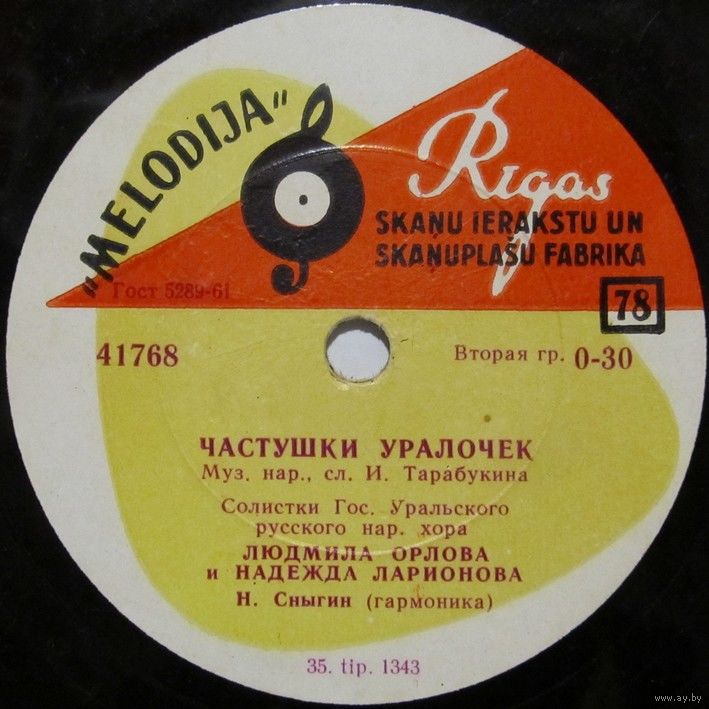 „MELODIJA“
Rīgas
SKAŅU IERAKSTU UN
SKAŅUPLAŠU FABRIKA
Гост 5289-61
78
41768
Вторая гр. 0-30
ЧАСТУШКИ УРАЛОЧЕК
Муз. нар., сл. И. Тарабукина
Солистки Гос. Уральского
русского нар. хора
ЛЮДМИЛА ОРЛОВА
и НАДЕЖДА ЛАРИОНОВА
Н. Сныгин (гармоника)
35. tip. 1343
www.ay.by